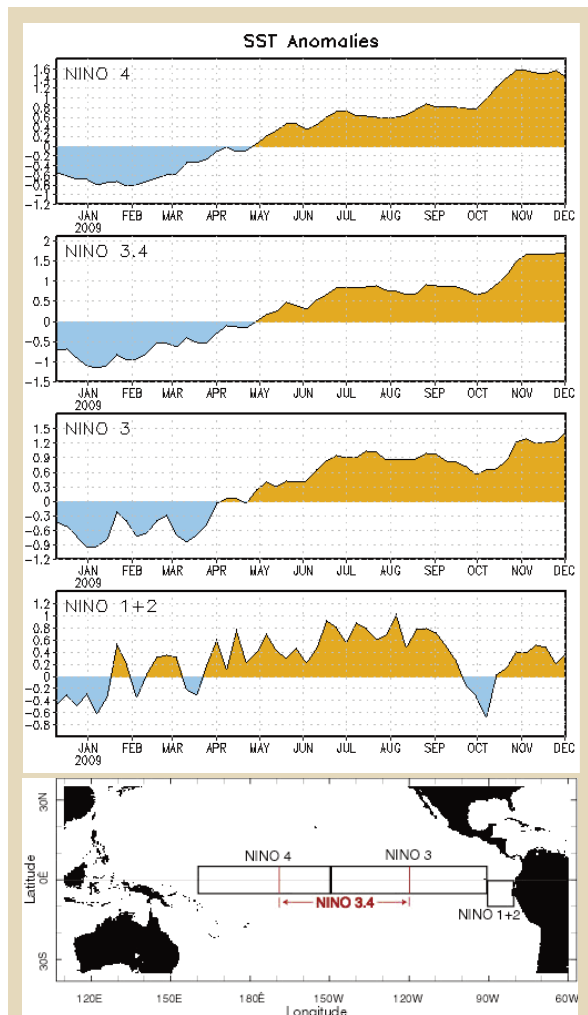 SST Anomalies
NINO 4
1.6
1.4
1.2
1
0.8
0.6
0.4
0.2
0
-0.2
-0.4
-0.6
-0.8
-1
-1.2
JAN FEB MAR APR MAY JUN JUL AUG SEP OCT NOV DEC
2009
NINO 3.4
2
1.5
1
0.5
0
-0.5
-1
-1.5
JAN FEB MAR APR MAY JUN JUL AUG SEP OCT NOV DEC
2009
NINO 3
1.5
1.2
0.9
0.6
0.3
0
-0.3
-0.6
-0.9
-1.2
JAN FEB MAR APR MAY JUN JUL AUG SEP OCT NOV DEC
2009
NINO 1+2
1.2
1
0.8
0.6
0.4
0.2
0
-0.2
-0.4
-0.6
-0.8
JAN FEB MAR APR MAY JUN JUL AUG SEP OCT NOV DEC
2009
30N
NINO 4 NINO 3
0E
NINO 3.4
NINO 1+2
30S
Latitude
120E 150E 180E 150W 120W 90W 60W
Longitude